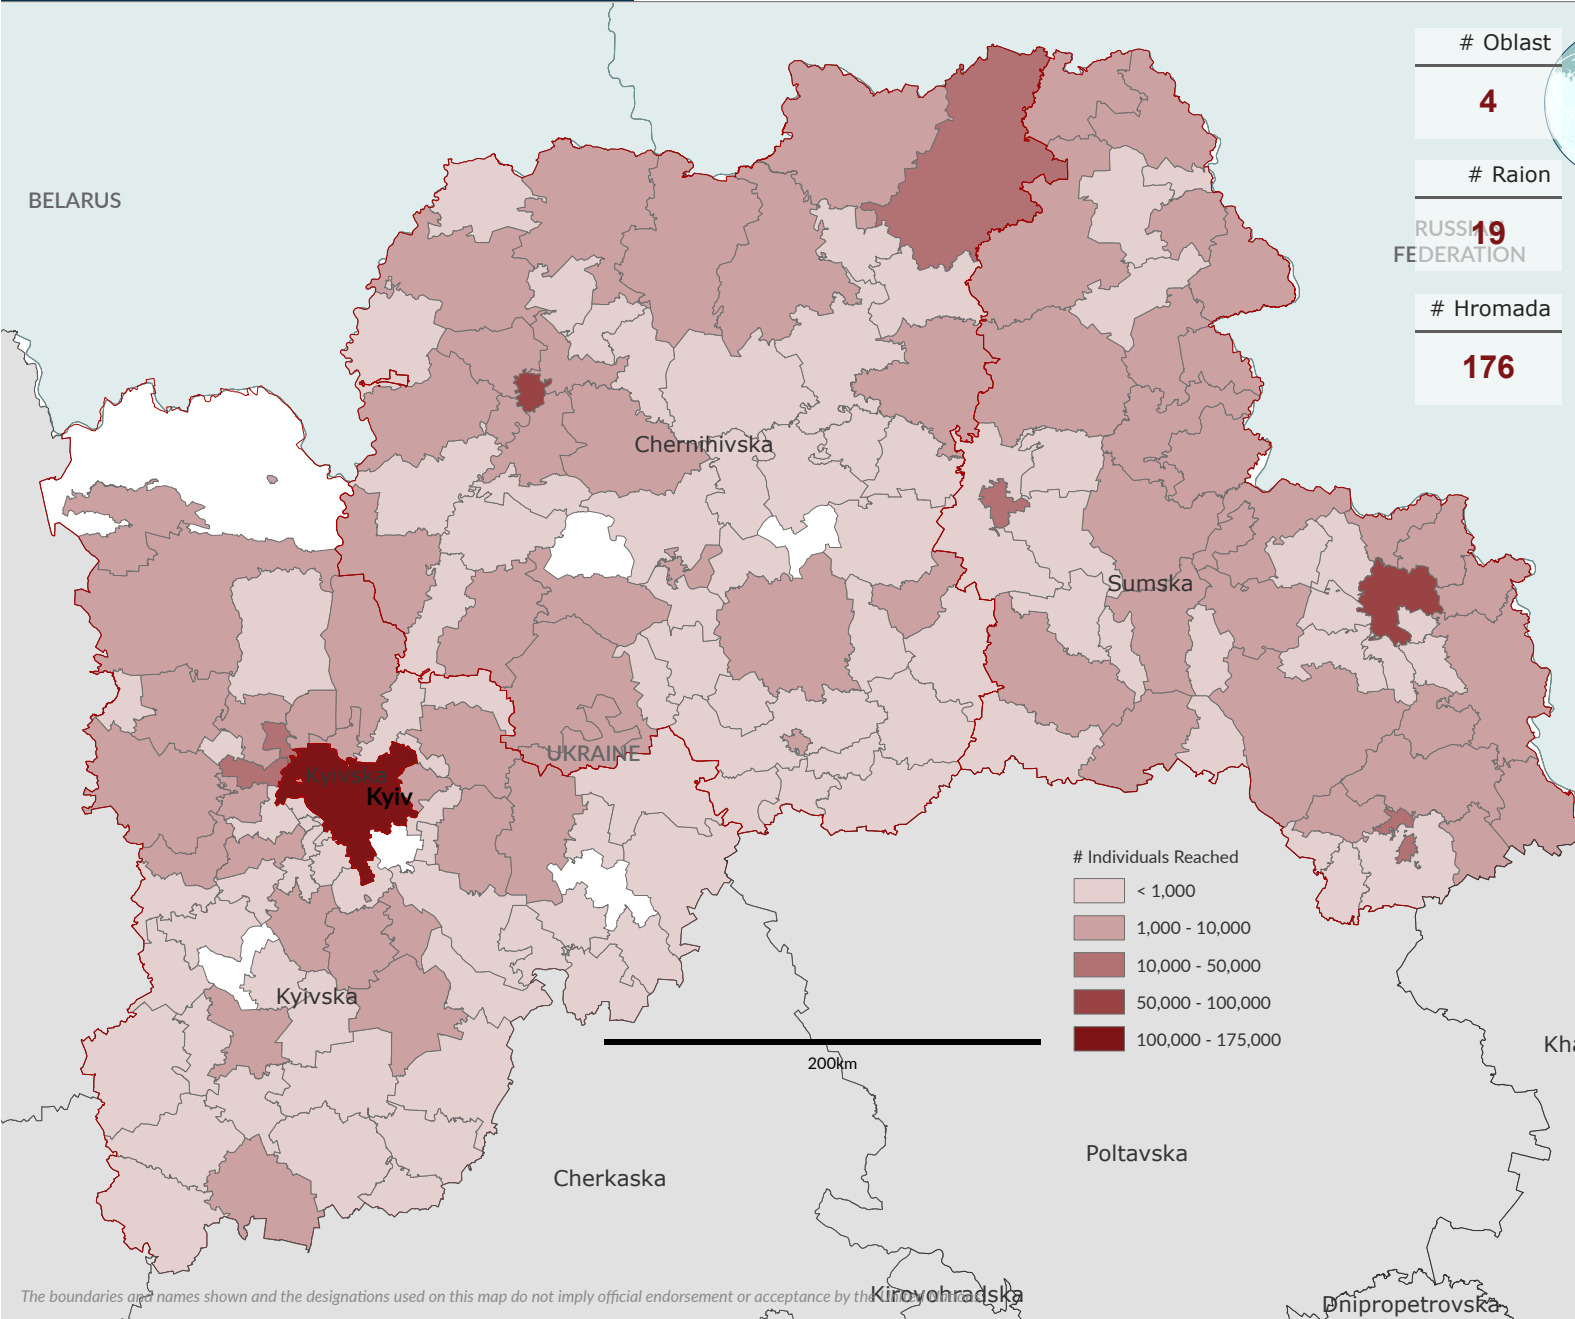 # Oblast
4
# Raion
19
# Hromada
176
BELARUS
RUSSIAN
FEDERATION
Chernihivska
Sumska
UKRAINE
Kyivska
Kyiv
Kyivska
# Individuals Reached
< 1,000
1,000 - 10,000
10,000 - 50,000
50,000 - 100,000
100,000 - 175,000
200km
Kha
Poltavska
Cherkaska
Kirovohradska
Dnipropetrovska
The boundaries and names shown and the designations used on this map do not imply official endorsement or acceptance by the United Nations.